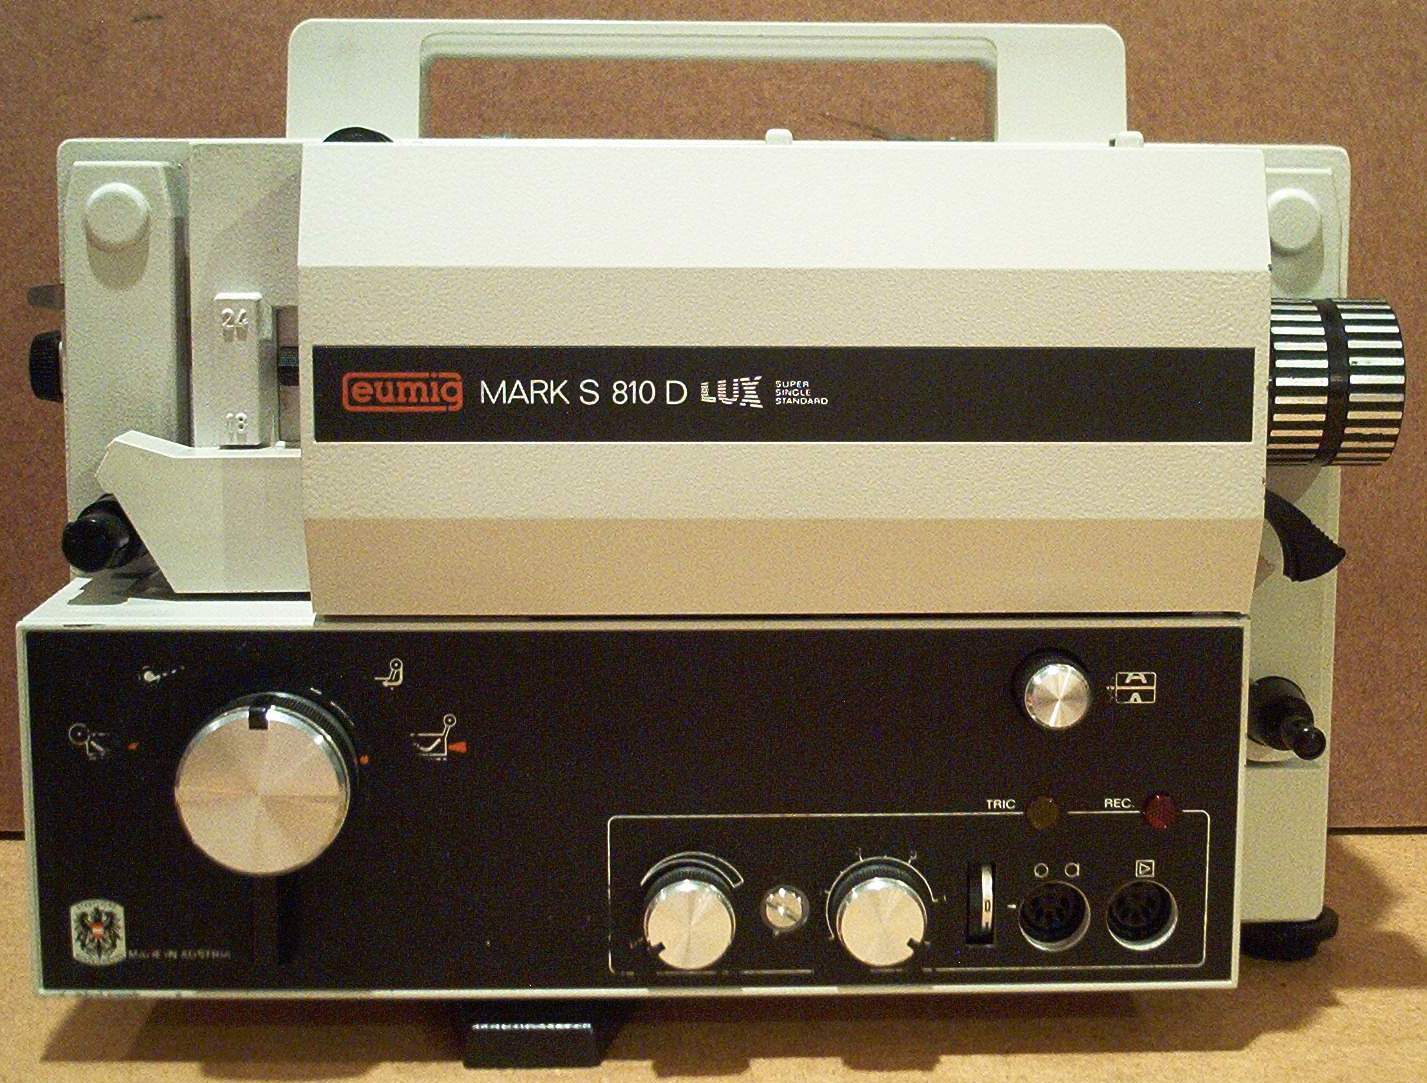 24
18
eumig MARK S 810 D LUX SUPER
SINGLE
STANDARD
A
A
TRIC REC.
MADE IN AUSTRIA